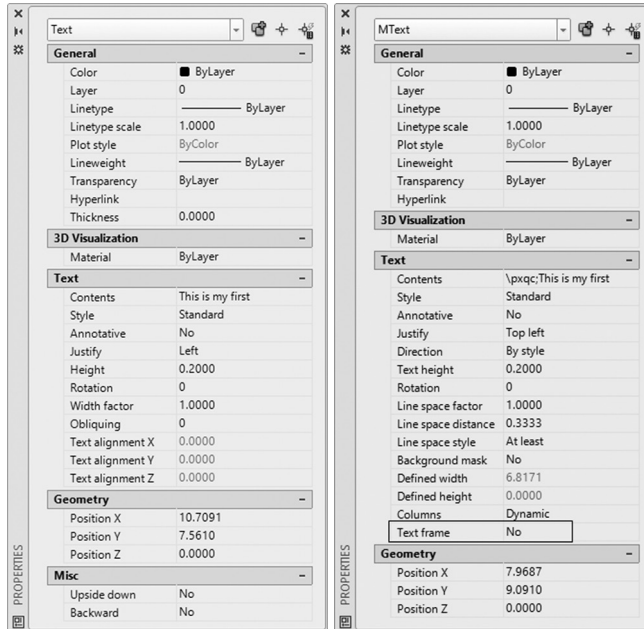 Text
General
Color ByLayer
Layer 0
Linetype ByLayer
Linetype scale 1.0000
Plot style ByColor
Lineweight ByLayer
Transparency ByLayer
Hyperlink
Thickness 0.0000
3D Visualization
Material ByLayer
Text
Contents This is my first
Style Standard
Annotative No
Justify Left
Height 0.2000
Rotation 0
Width factor 1.0000
Obliquing 0
Text alignment X 0.0000
Text alignment Y 0.0000
Text alignment Z 0.0000
Geometry
Position X 10.7091
Position Y 7.5610
Position Z 0.0000
Misc
Upside down No
Backward No
PROPERTIES
MText
General
Color ByLayer
Layer 0
Linetype ByLayer
Linetype scale 1.0000
Plot style ByColor
Lineweight ByLayer
Transparency ByLayer
Hyperlink
3D Visualization
Material ByLayer
Text
Contents \pxqc;This is my first
Style Standard
Annotative No
Justify Top left
Direction By style
Text height 0.2000
Rotation 0
Line space factor 1.0000
Line space distance 0.3333
Line space style At least
Background mask No
Defined width 6.8171
Defined height 0.0000
Columns Dynamic
Text frame No
Geometry
Position X 7.9687
Position Y 9.0910
Position Z 0.0000
PROPERTIES